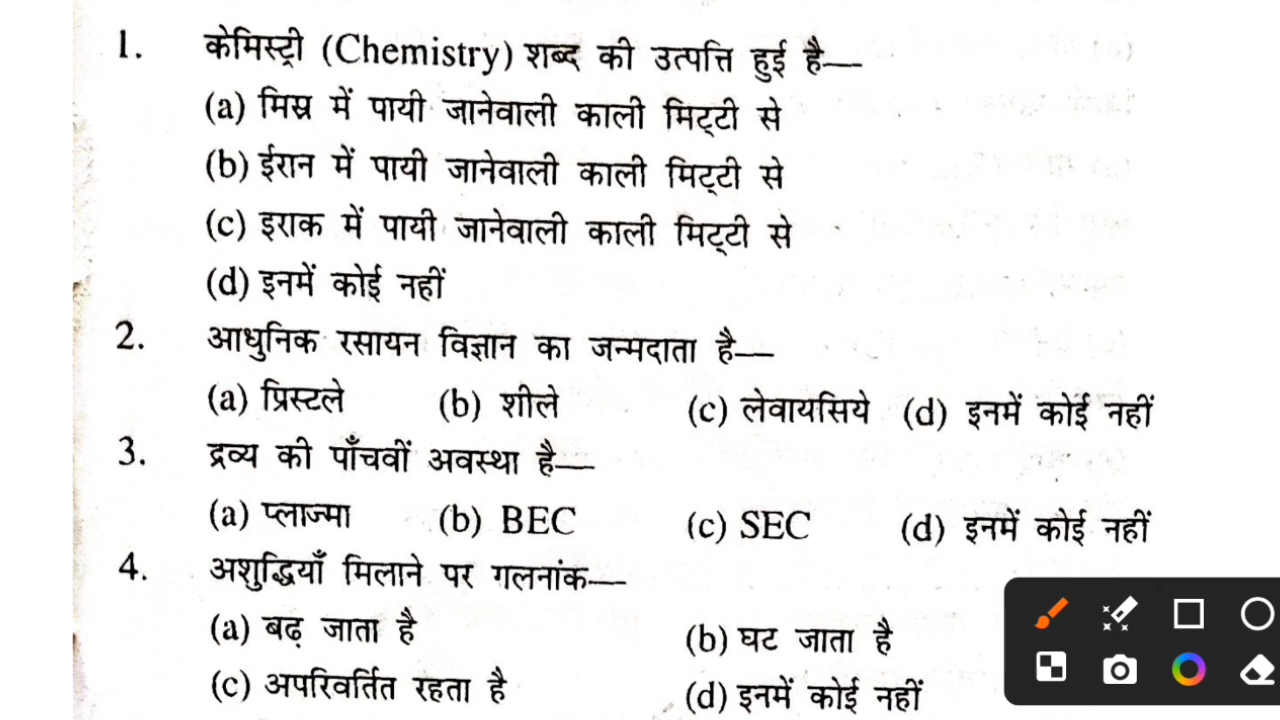 1. केमिस्ट्री (Chemistry) शब्द की उत्पत्ति हुई है—
(a) मिस्र में पायी जानेवाली काली मिट्टी से
(b) ईरान में पायी जानेवाली काली मिट्टी से
(c) इराक में पायी जानेवाली काली मिट्टी से
(d) इनमें कोई नहीं
2. आधुनिक रसायन विज्ञान का जन्मदाता है—
(a) प्रिस्टले (b) शीले (c) लेवायसिये (d) इनमें कोई नहीं
3. द्रव्य की पाँचवीं अवस्था है—
(a) प्लाज्मा (b) BEC (c) SEC (d) इनमें कोई नहीं
4. अशुद्धियाँ मिलाने पर गलनांक—
(a) बढ़ जाता है (b) घट जाता है
(c) अपरिवर्तित रहता है (d) इनमें कोई नहीं